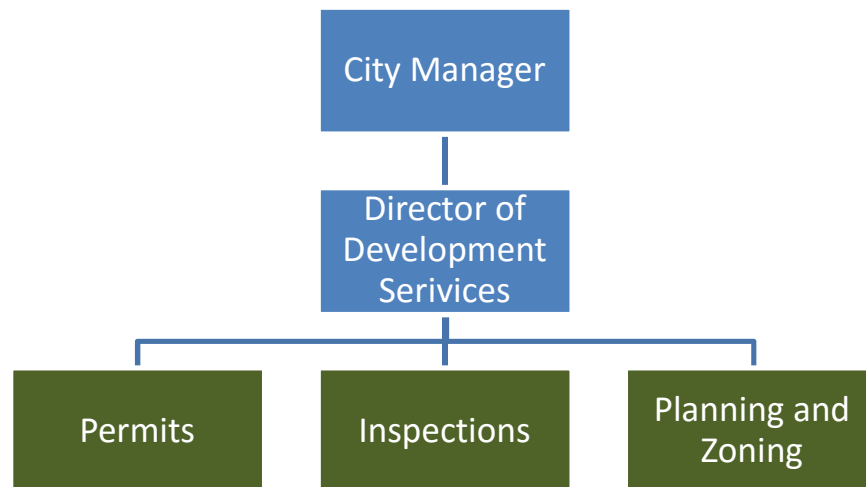 City Manager
Director of
Development
Serivices
Permits
Inspections
Planning and
Zoning